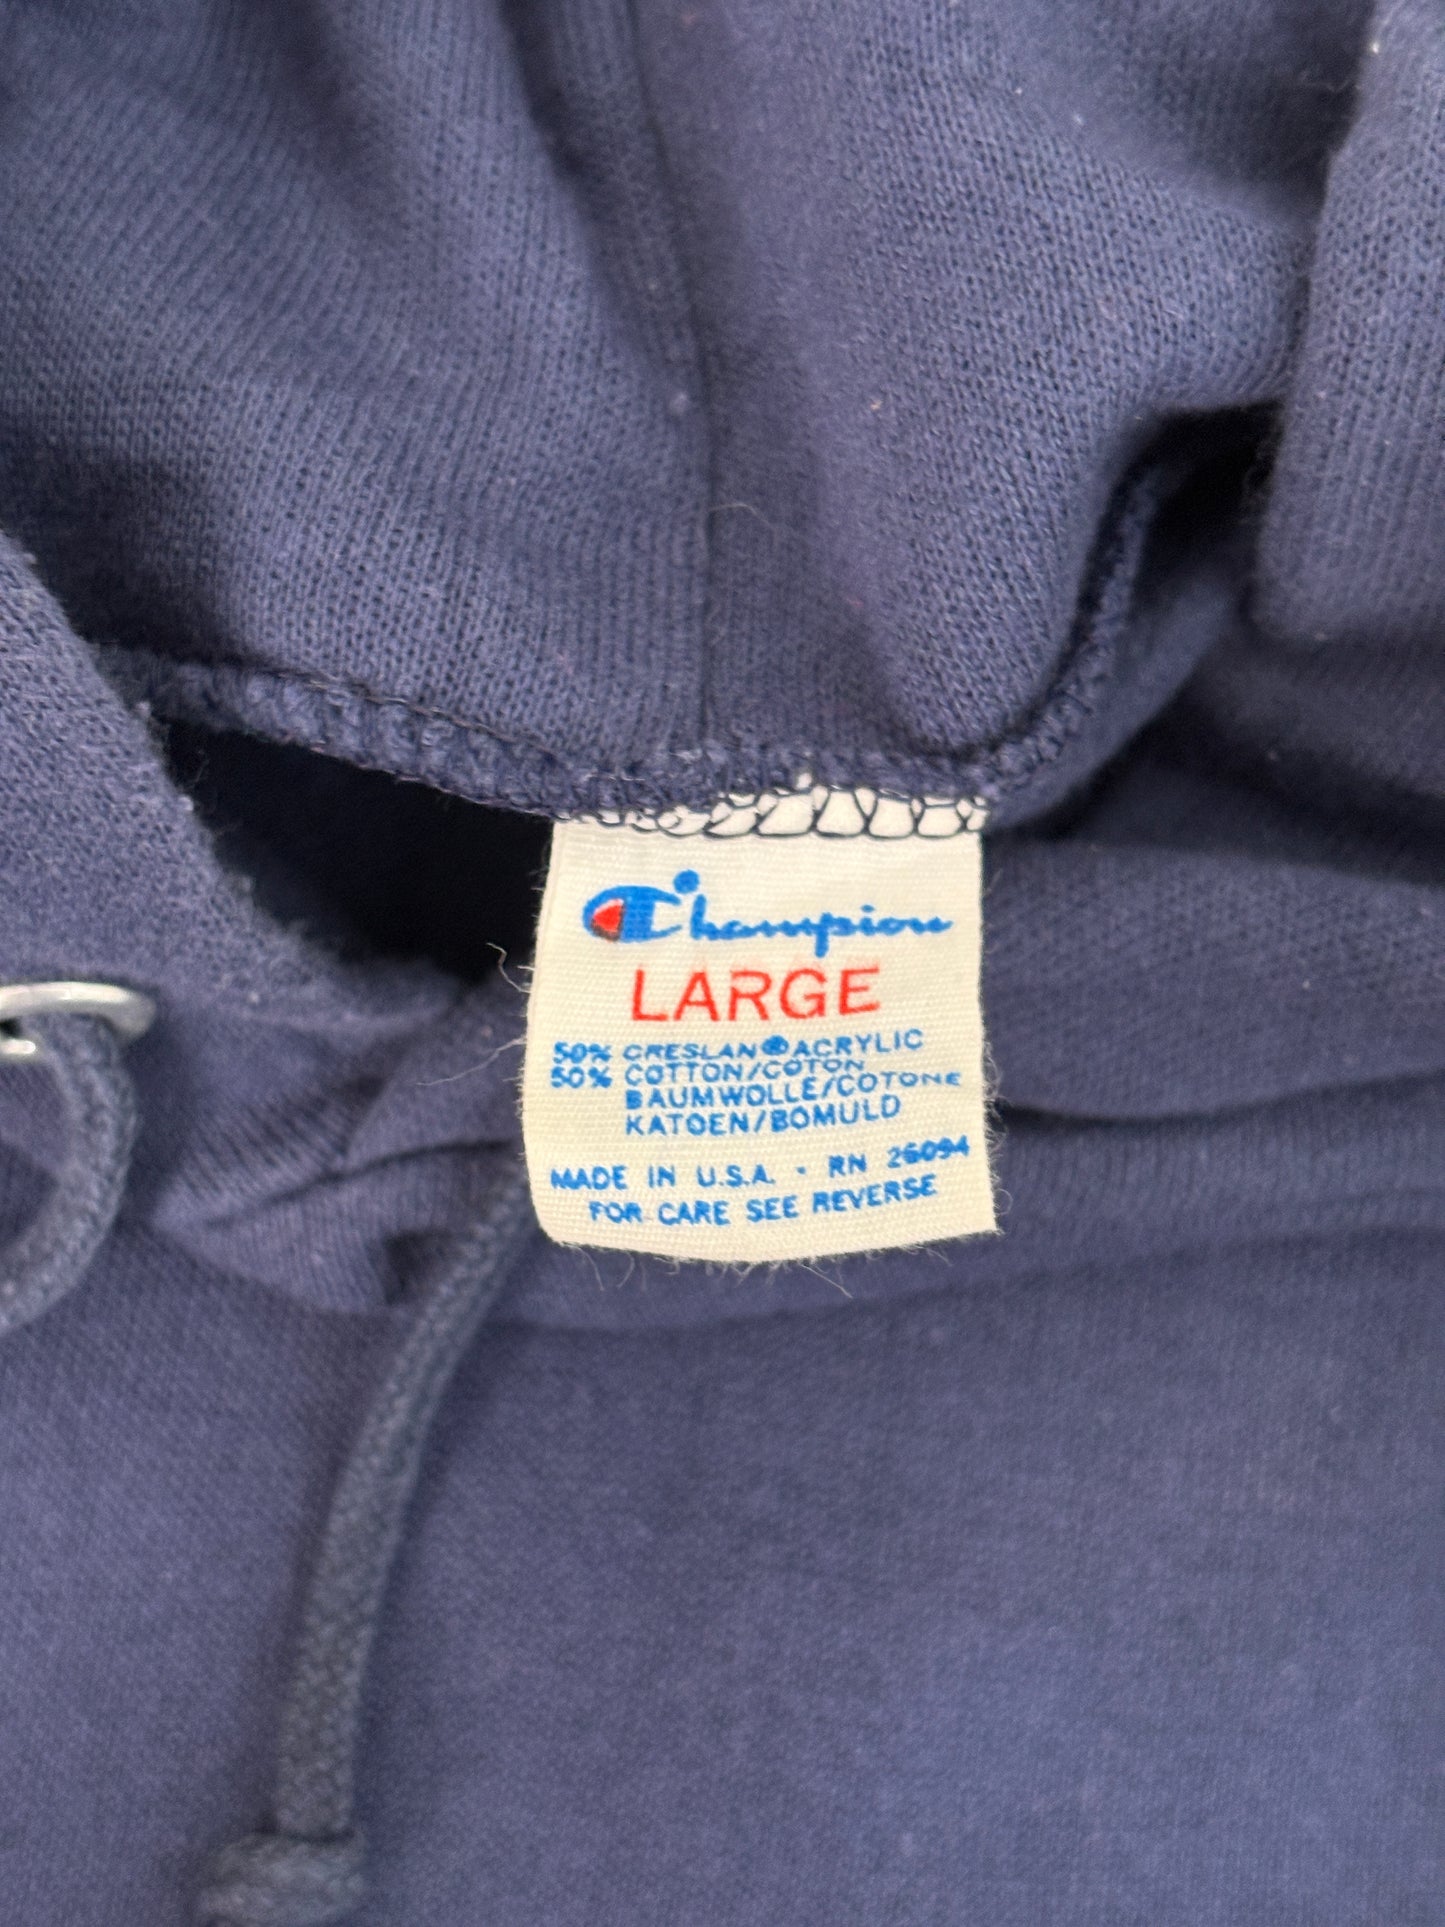 Champion
LARGE
50% CRESLAN® ACRYLIC
50% COTTON/COTON
BAUMWOLLE/COTONE
KATOEN/BOMULD
MADE IN U.S.A. · RN 26094
FOR CARE SEE REVERSE